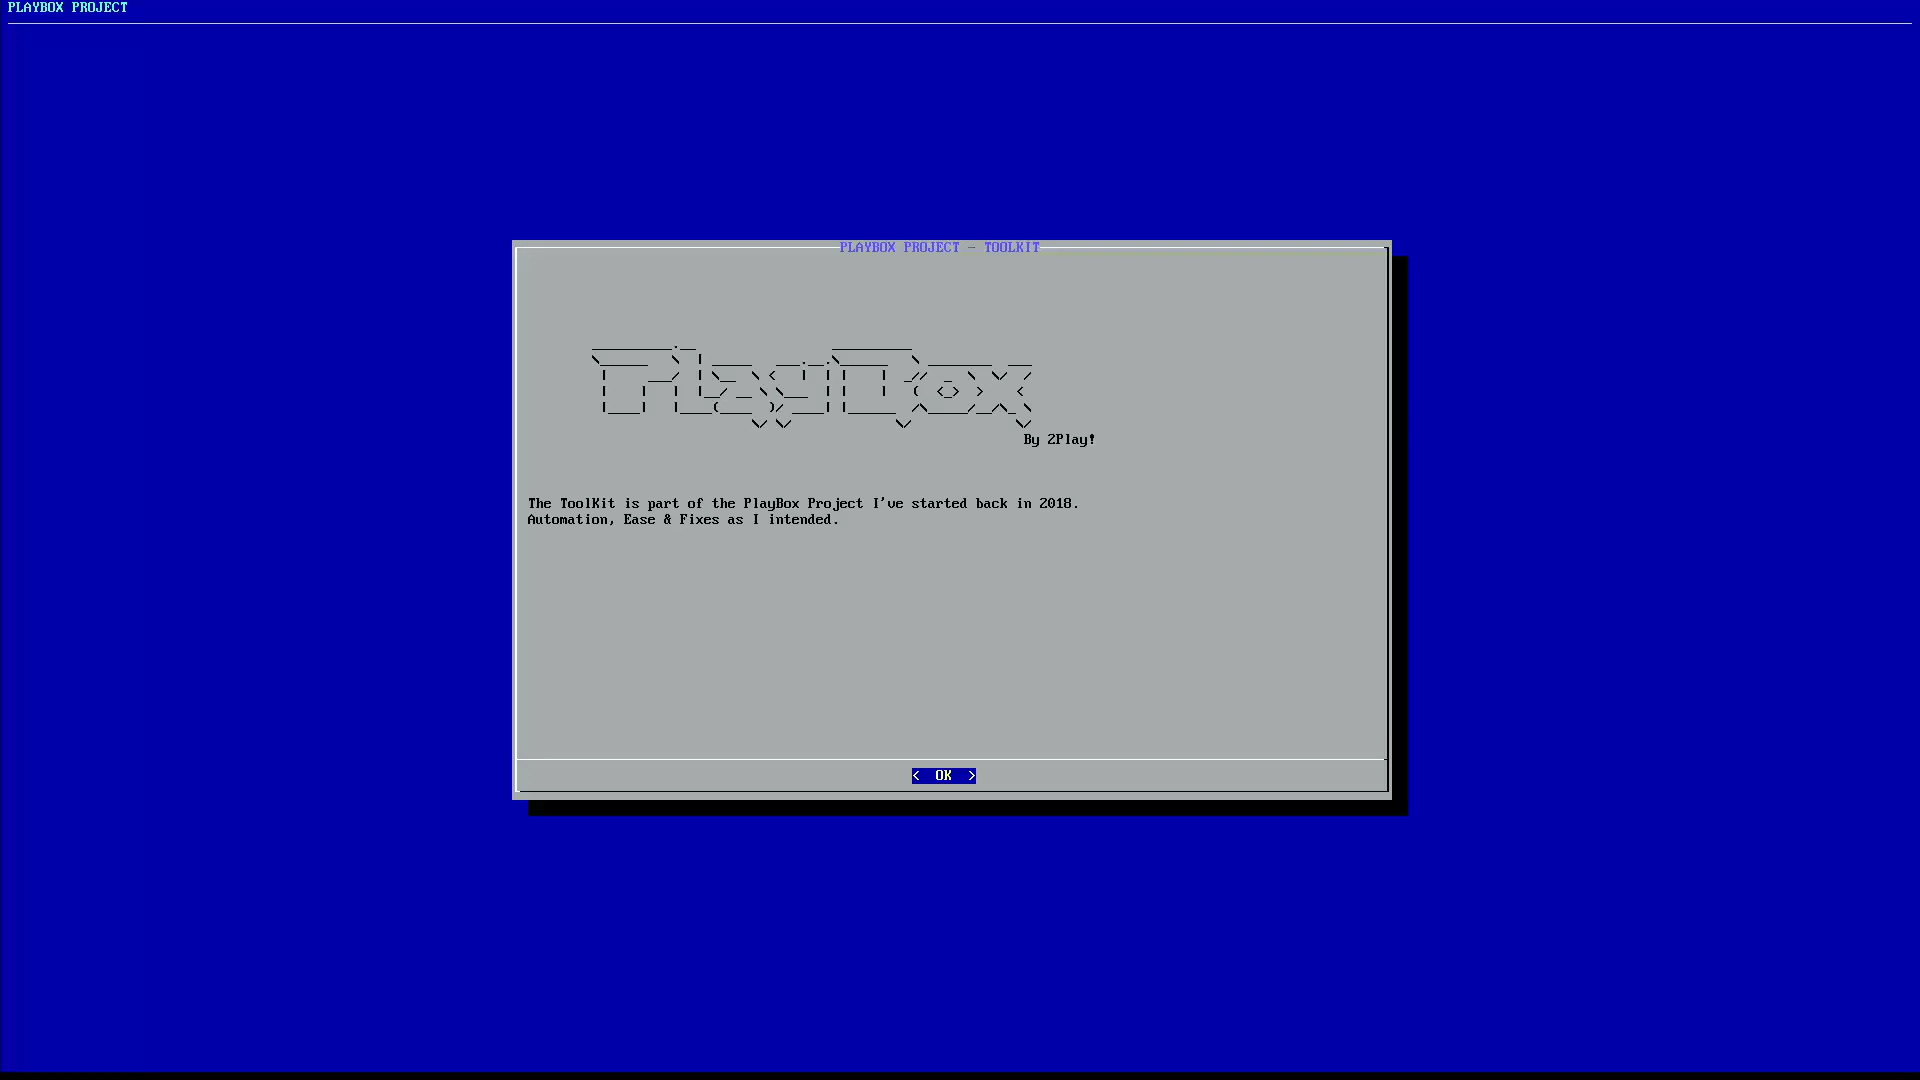 PLAYBOX PROJECT
PLAYBOX PROJECT - TOOLKIT
PlayBox
By 2Play!
The ToolKit is part of the PlayBox Project I've started back in 2018.
Automation, Ease & Fixes as I intended.
< OK >